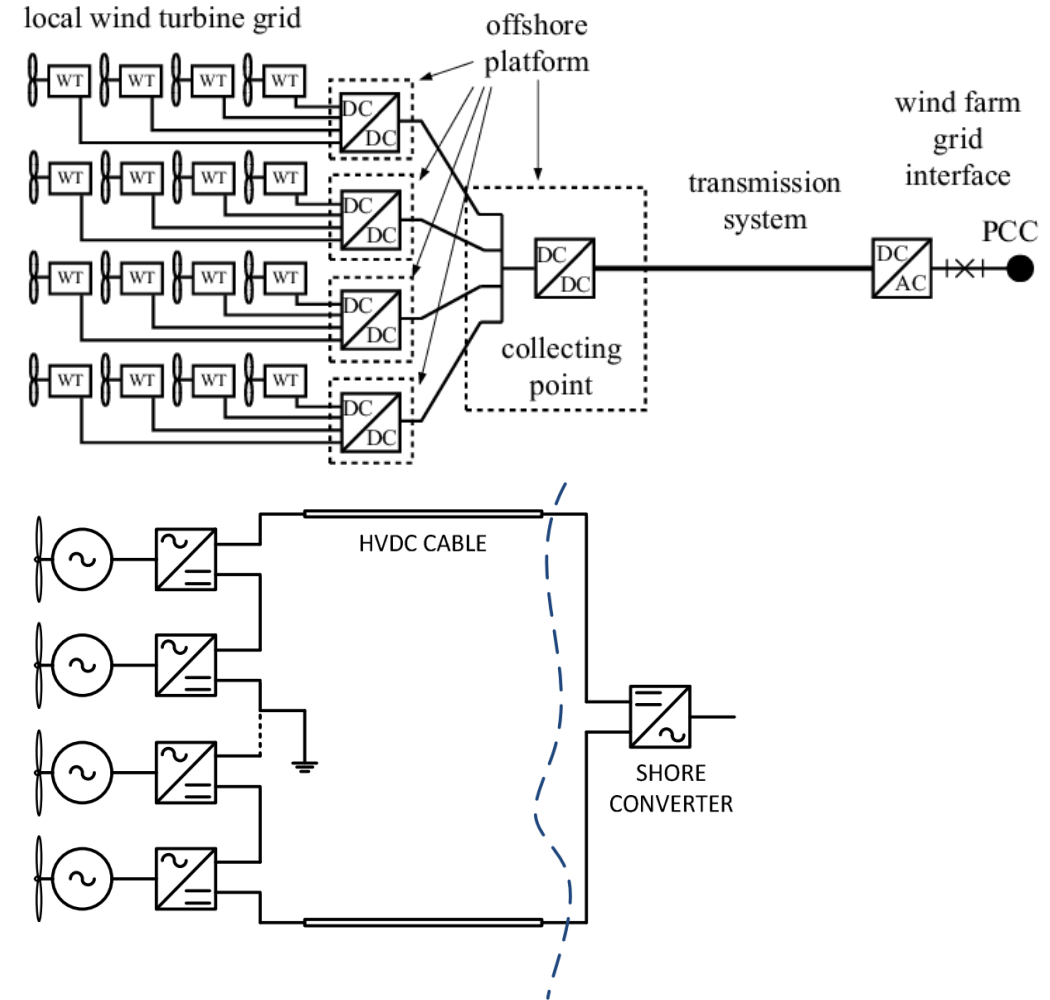 local wind turbine grid
offshore
platform
WT WT WT WT
DC
DC
wind farm
grid
interface
WT WT WT WT
DC
DC
transmission
system
PCC
DC
DC
DC
AC
WT WT WT WT
DC
DC
collecting
point
WT WT WT WT
DC
DC
HVDC CABLE
SHORE
CONVERTER